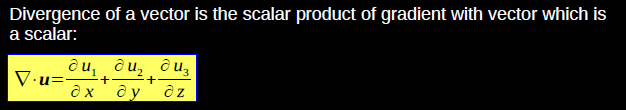 Divergence of a vector is the scalar product of gradient with vector which is
a scalar:
∇·u=∂u₁/∂x+∂u₂/∂y+∂u₃/∂z